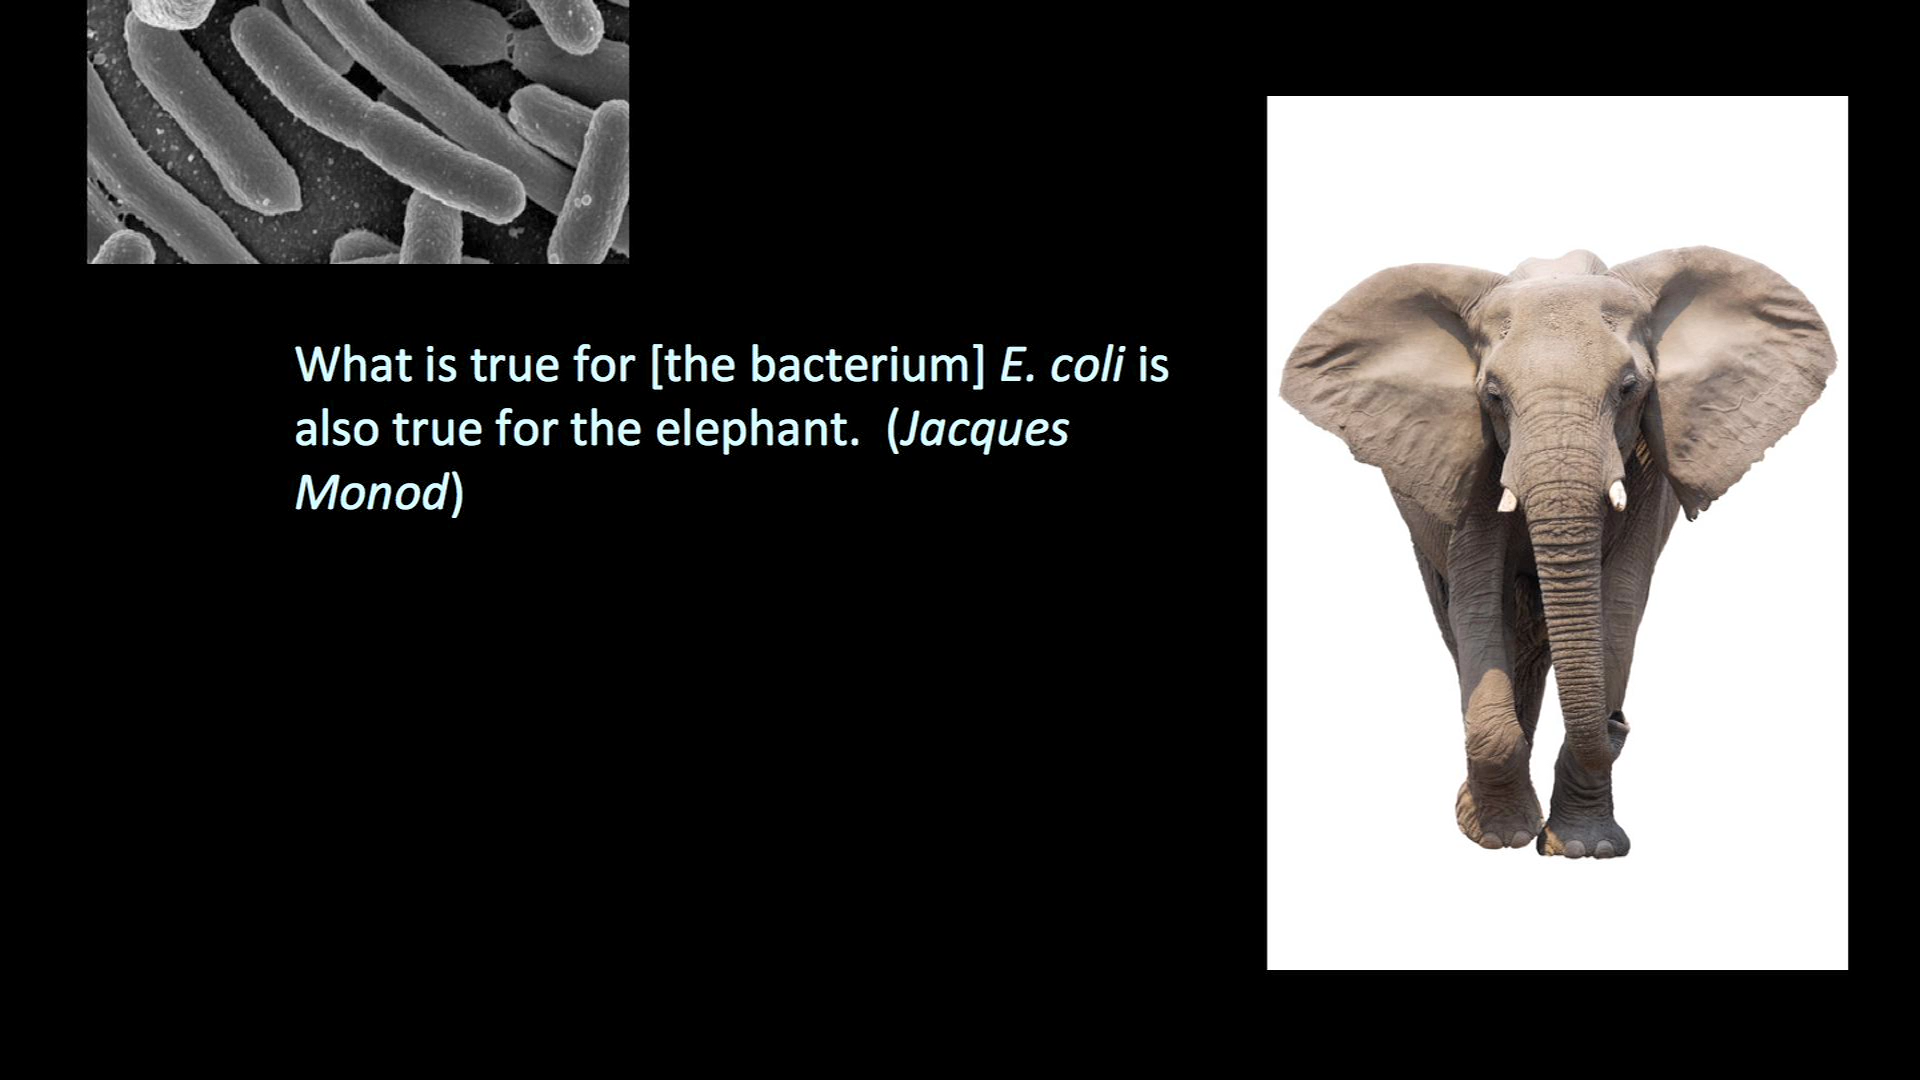 What is true for [the bacterium] E. coli is
also true for the elephant.  (Jacques
Monod)